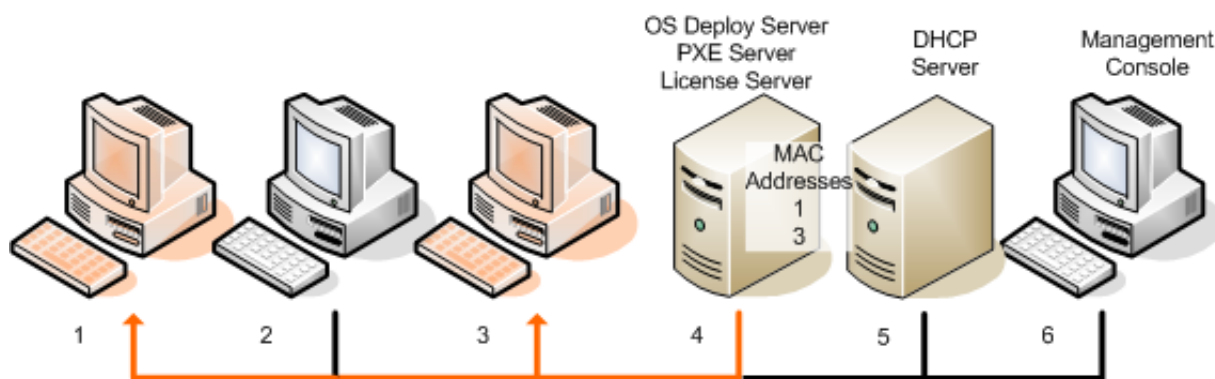 OS Deploy Server
PXE Server
License Server
DHCP
Server
Management
Console
MAC
Addresses
1
3
1
2
3
4
5
6